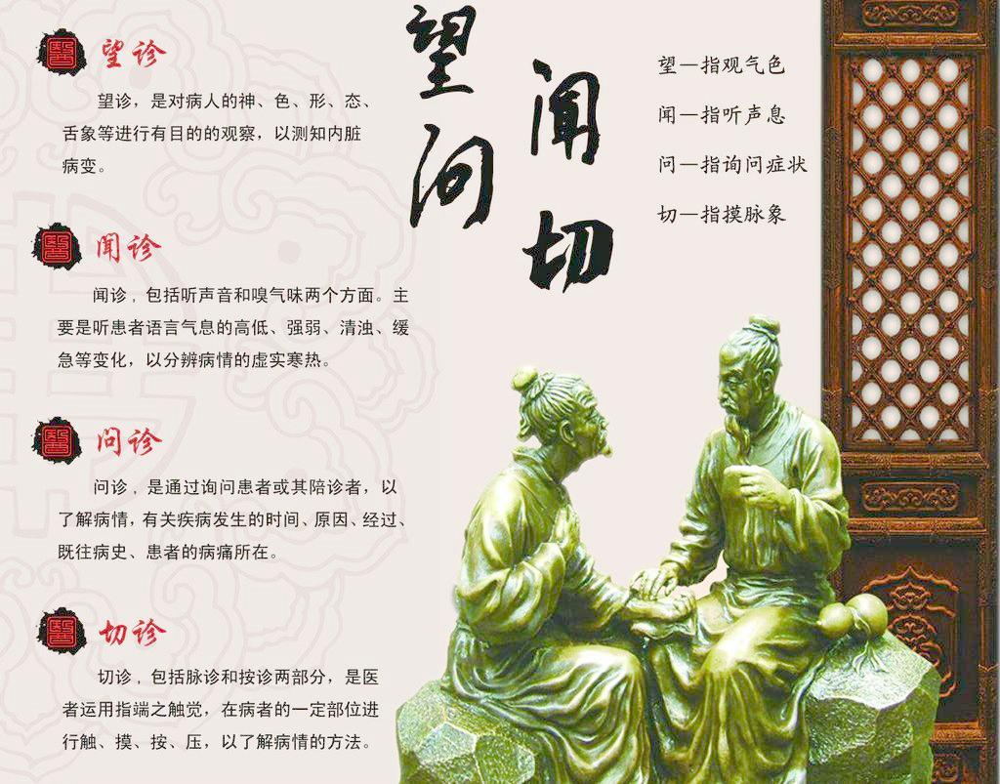 望诊
望诊，是对病人的神、色、形、态、
舌象等进行有目的的观察，以测知内脏
病变。
闻诊
闻诊，包括听声音和嗅气味两个方面。主
要是听患者语言气息的高低、强弱、清浊、缓
急等变化，以分辨病情的虚实寒热。
问诊
问诊，是通过询问患者或其陪诊者，以
了解病情，有关疾病发生的时间、原因、经过、
既往病史、患者的病痛所在。
切诊
切诊，包括脉诊和按诊两部分，是医
者运用指端之触觉，在病者的一定部位进
行触、摸、按、压，以了解病情的方法。
望
闻
问
切
望—指观气色
闻—指听声息
问—指询问症状
切—指摸脉象